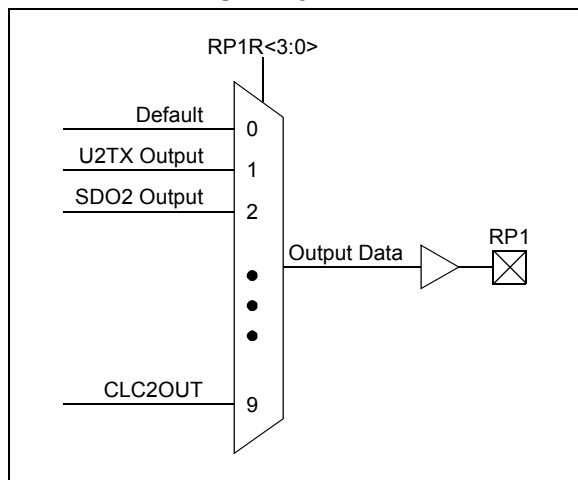 RP1R<3:0>
Default
0
U2TX Output
1
SDO2 Output
2
Output Data
RP1
CLC2OUT
9